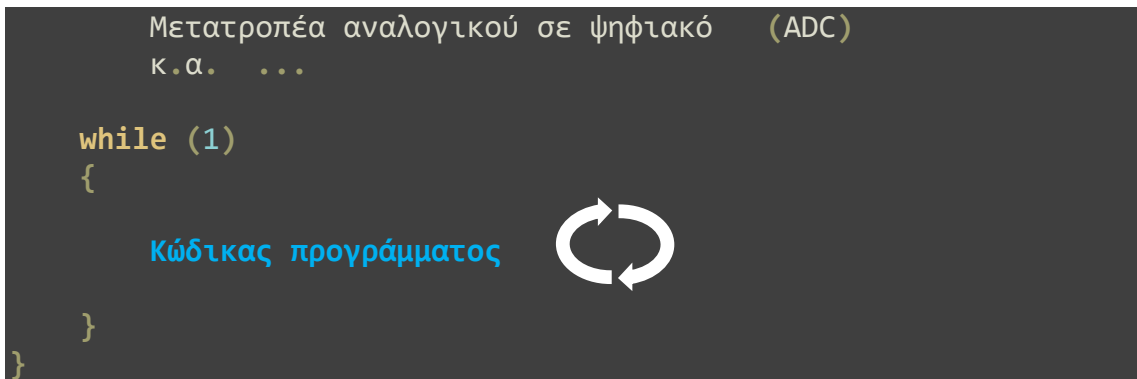 Μετατροπέα αναλογικού σε ψηφιακό (ADC)
κ.α. ...
while (1)
{
Κώδικας προγράμματος
}
}